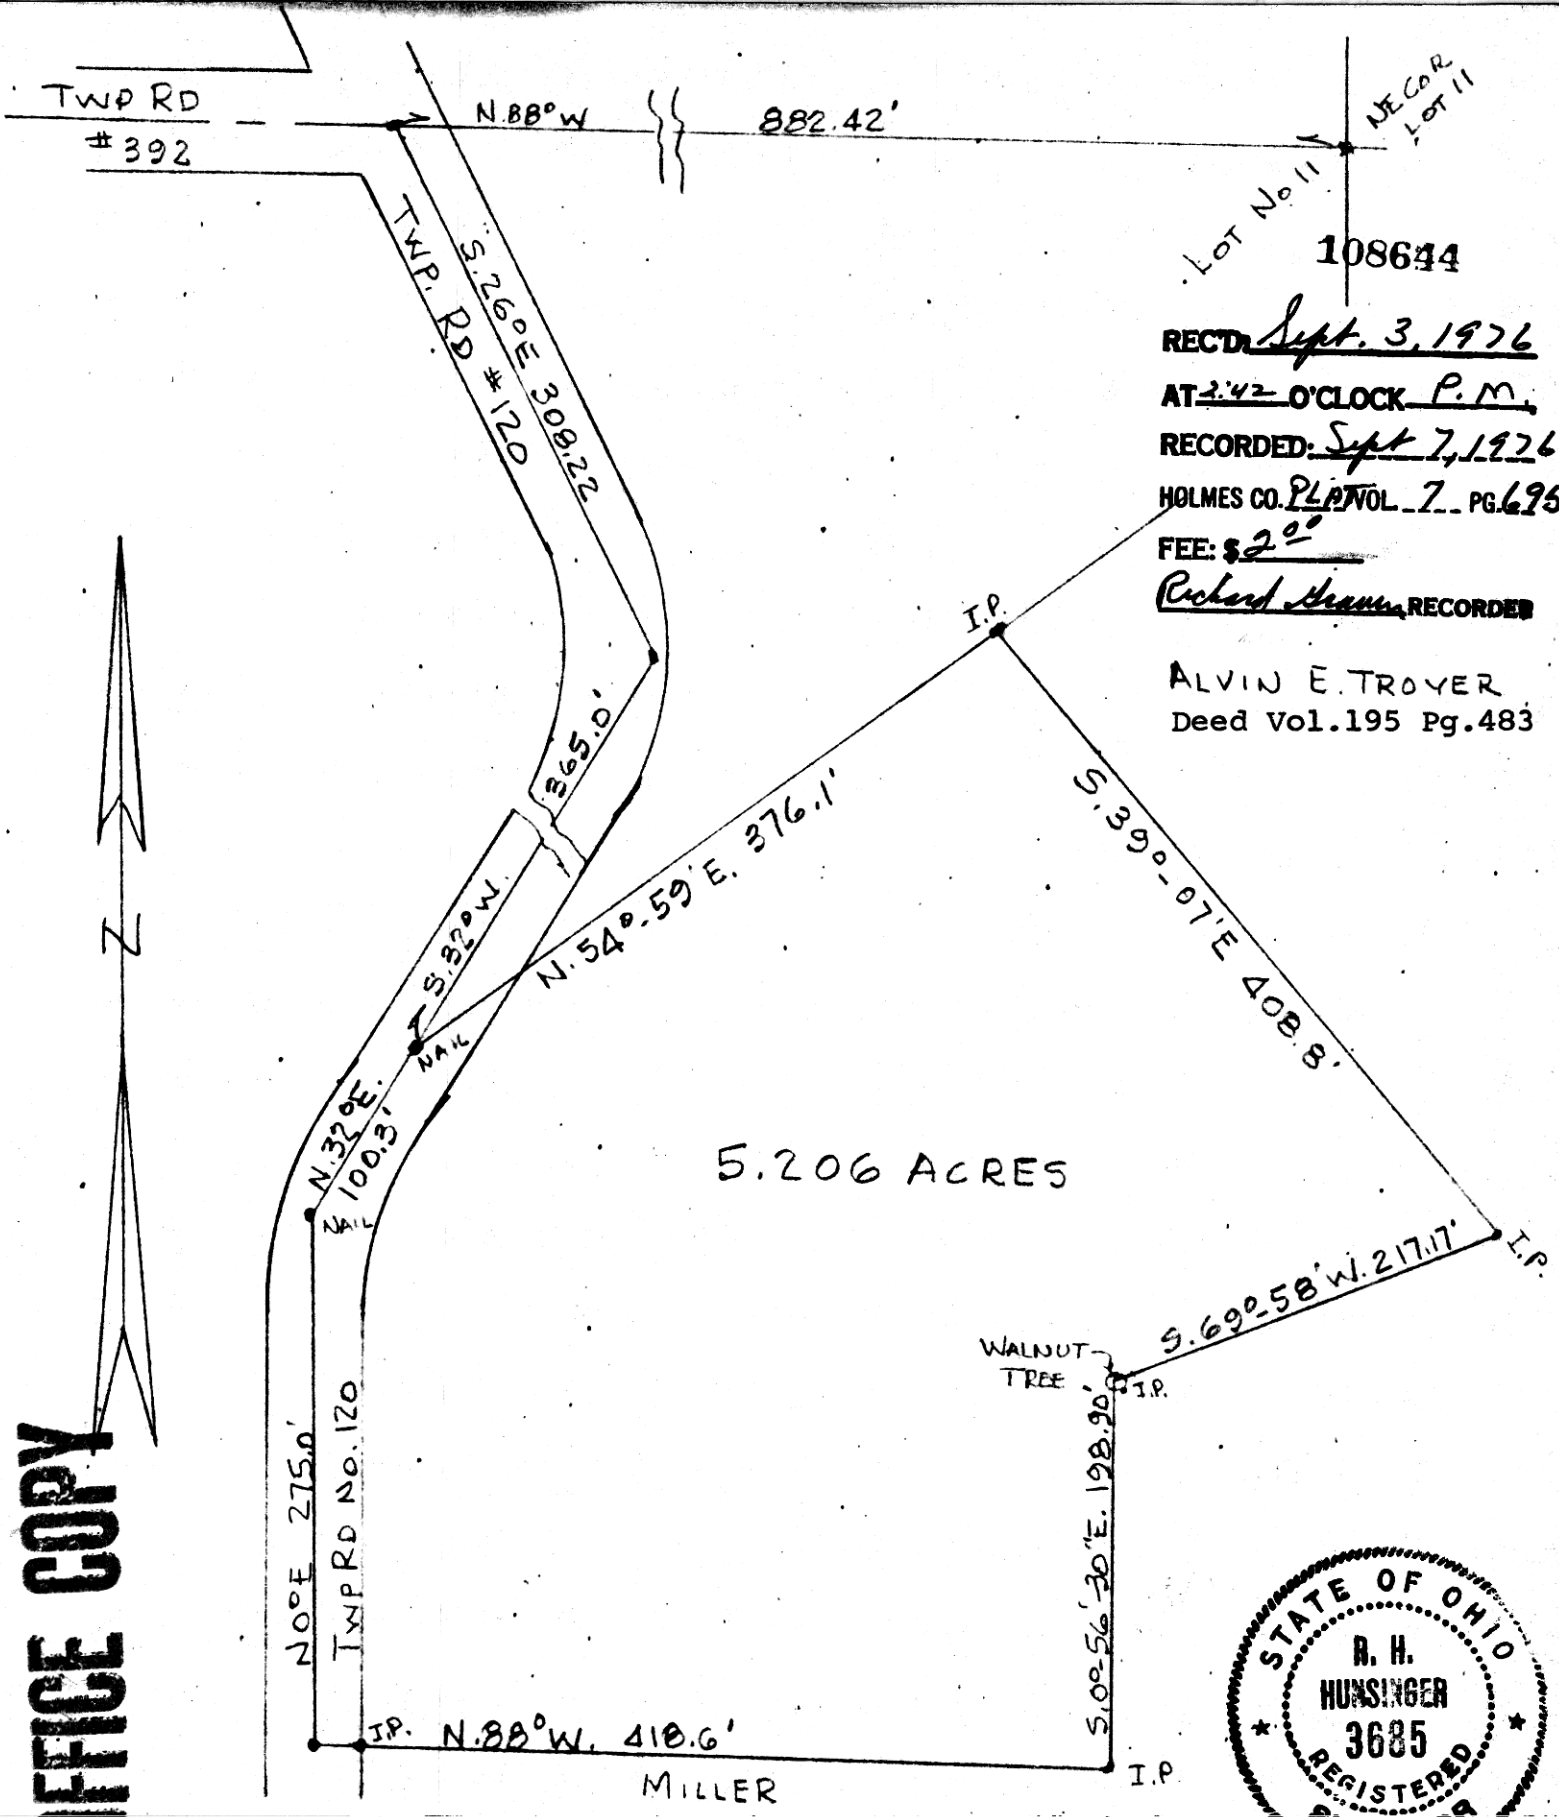 TWP RD
#392
N.88°W
882.42'
NE COR
LOT 11
LOT No 11
108644
REC'D: Sept. 3, 1976
AT 2:42 O'CLOCK P.M.
RECORDED: Sept 7, 1976
HOLMES CO. PLAT VOL. 7 PG. 695
FEE: $ 2 00
Richard RECORDER
ALVIN E. TROYER
Deed Vol.195 Pg.483
S.26°E 308.22
TWP. RD #120
365.0'
S.32°W.
I.P.
N.54°-59'E. 376.1'
S.39°-07'E 408.8'
N
NAIL
N.32°E.
100.3'
NAIL
5.206 ACRES
S.69°-58'W. 217.17'
I.P.
WALNUT
TREE
I.P.
N0°E 275.0'
TWP RD No.120
S.0°-56'-30"E. 198.90'
I.P. N.88°W. 418.6'
I.P
MILLER
FFICE COPY
STATE OF OHIO
R. H.
HUNSINGER
3685
REGISTERED